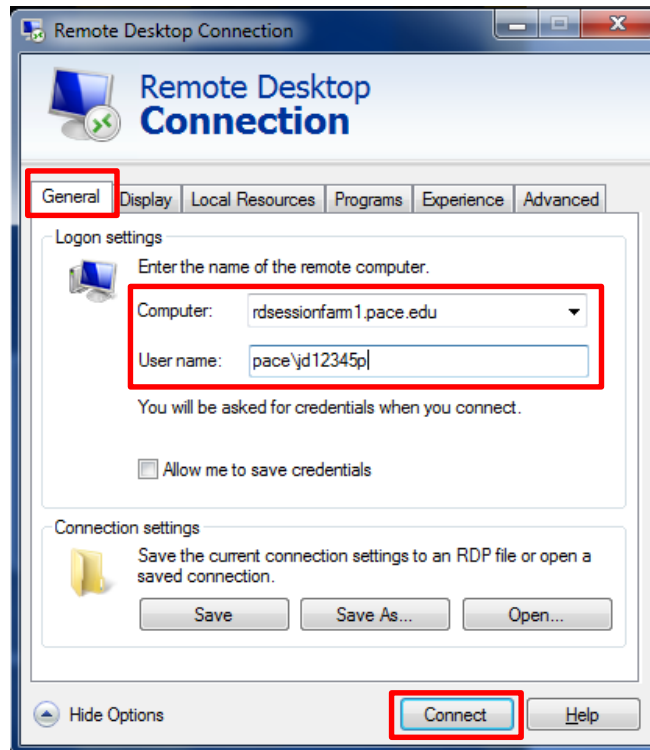 Remote Desktop Connection
Remote Desktop
Connection
General Display Local Resources Programs Experience Advanced
Logon settings
Enter the name of the remote computer.
Computer: rdsessionfarm1.pace.edu
User name: pace\jd12345p
You will be asked for credentials when you connect.
Allow me to save credentials
Connection settings
Save the current connection settings to an RDP file or open a
saved connection.
Save Save As... Open...
Hide Options Connect Help